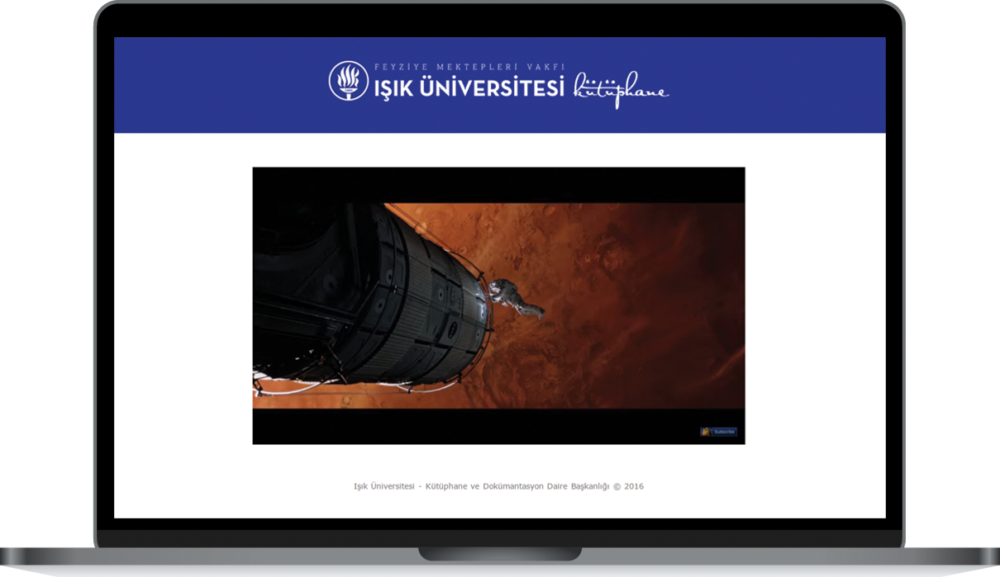 FEYZİYE MEKTEPLERİ VAKFI
IŞIK ÜNİVERSİTESİ kütüphane
Subscribe
Işık Üniversitesi - Kütüphane ve Dokümantasyon Daire Başkanlığı © 2016